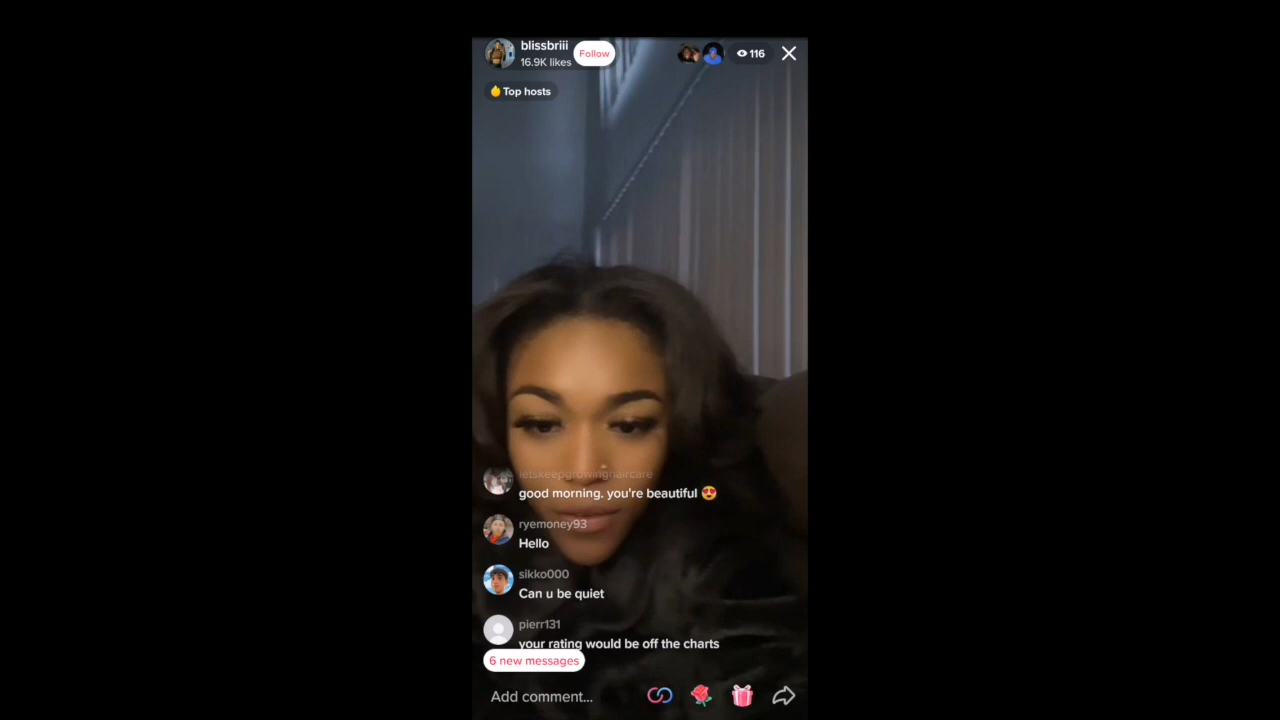 blissbriii
Follow
16.9K likes
116
Top hosts
letskeepgrowinghaircare
good morning. you're beautiful 😍
ryemoney93
Hello
sikko000
Can u be quiet
pierr131
your rating would be off the charts
6 new messages
Add comment...